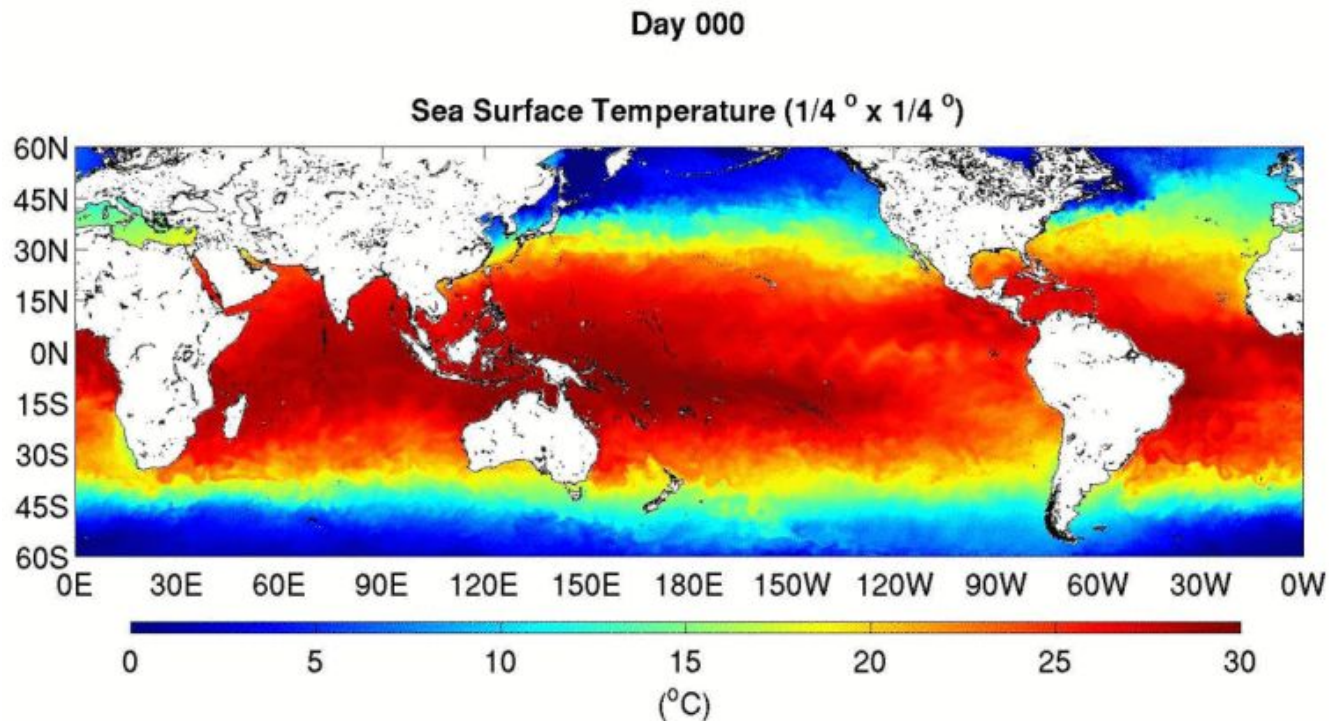 Day 000
Sea Surface Temperature (1/4 ° x 1/4 °)
60N
45N
30N
15N
0N
15S
30S
45S
60S
0E 30E 60E 90E 120E 150E 180E 150W 120W 90W 60W 30W 0W
0 5 10 15 20 25 30
(°C)